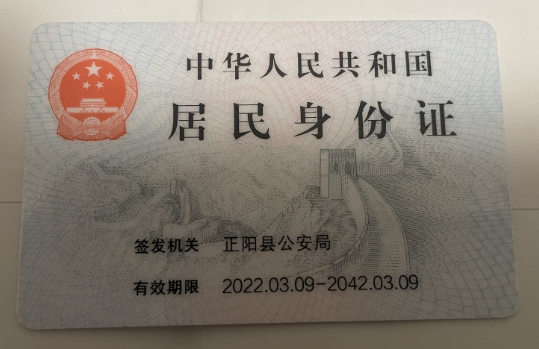 中华人民共和国
居民身份证
签发机关 正阳县公安局
有效期限 2022.03.09-2042.03.09